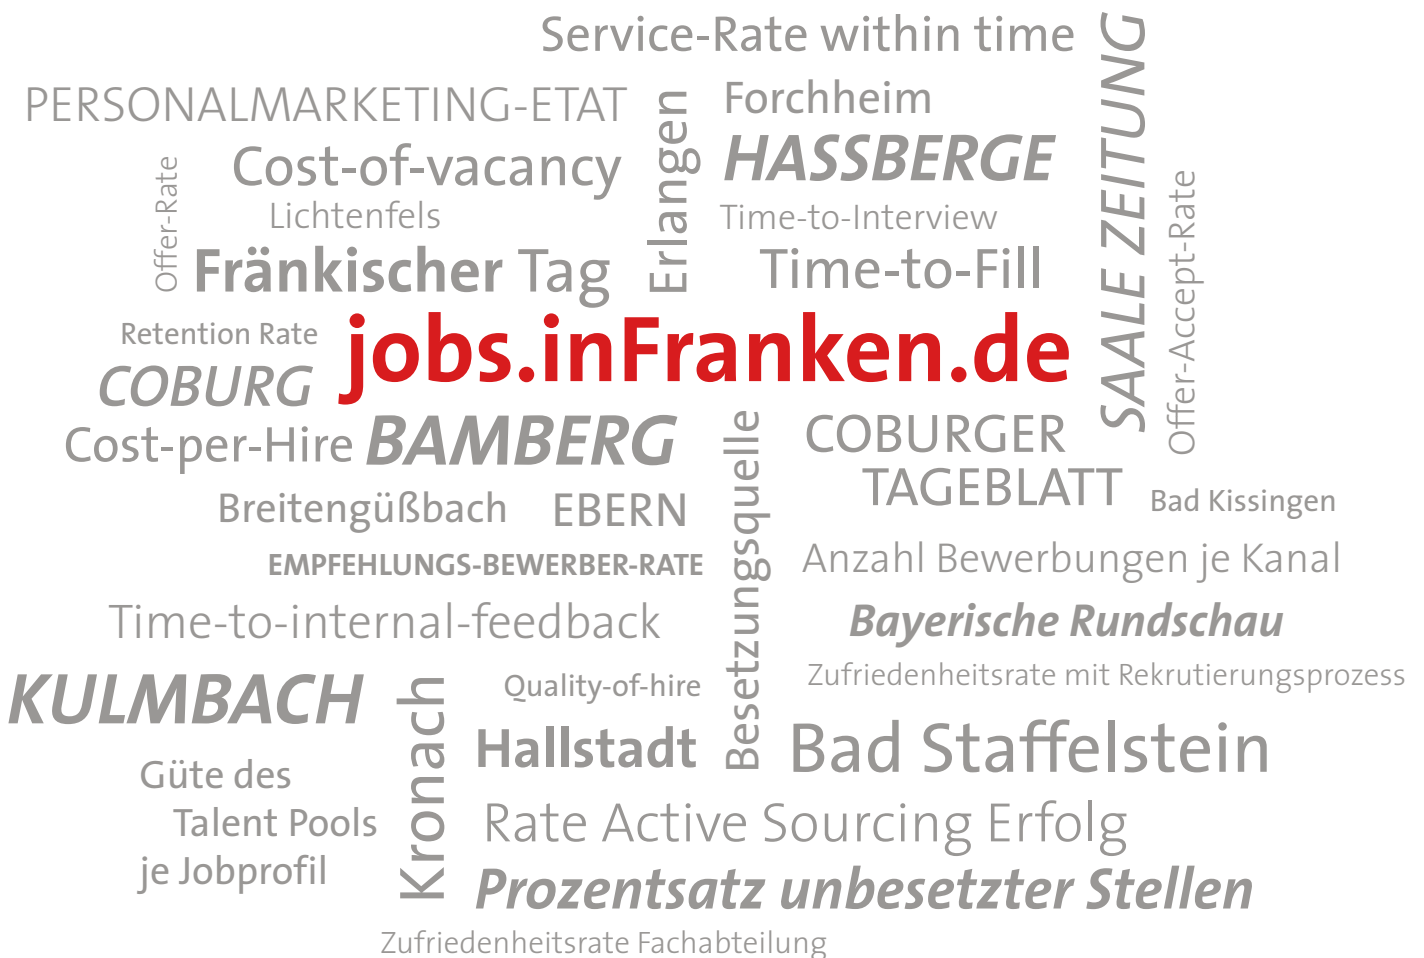 Service-Rate within time
SAALE ZEITUNG
PERSONALMARKETING-ETAT
Erlangen
Forchheim
HASSBERGE
Offer-Rate
Cost-of-vacancy
Lichtenfels
Time-to-Interview
Offer-Accept-Rate
Fränkischer Tag
Time-to-Fill
Retention Rate
jobs.inFranken.de
COBURG
Cost-per-Hire
BAMBERG
Besetzungsquelle
COBURGER
TAGEBLATT
Bad Kissingen
Breitengüßbach
EBERN
EMPFEHLUNGS-BEWERBER-RATE
Anzahl Bewerbungen je Kanal
Time-to-internal-feedback
Bayerische Rundschau
KULMBACH
Kronach
Quality-of-hire
Zufriedenheitsrate mit Rekrutierungsprozess
Hallstadt
Bad Staffelstein
Güte des
Talent Pools
je Jobprofil
Rate Active Sourcing Erfolg
Prozentsatz unbesetzter Stellen
Zufriedenheitsrate Fachabteilung